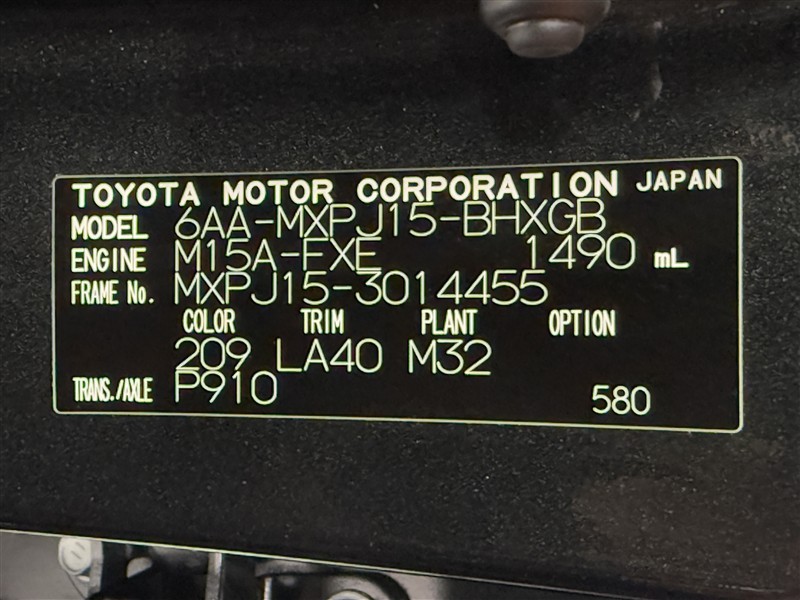 TOYOTA MOTOR CORPORATION JAPAN
MODEL 6AA-MXPJ15-BHXGB
ENGINE M15A-FXE 1490 mL
FRAME No. MXPJ15-3014455
COLOR TRIM PLANT OPTION
209 LA40 M32
TRANS./AXLE P910 580